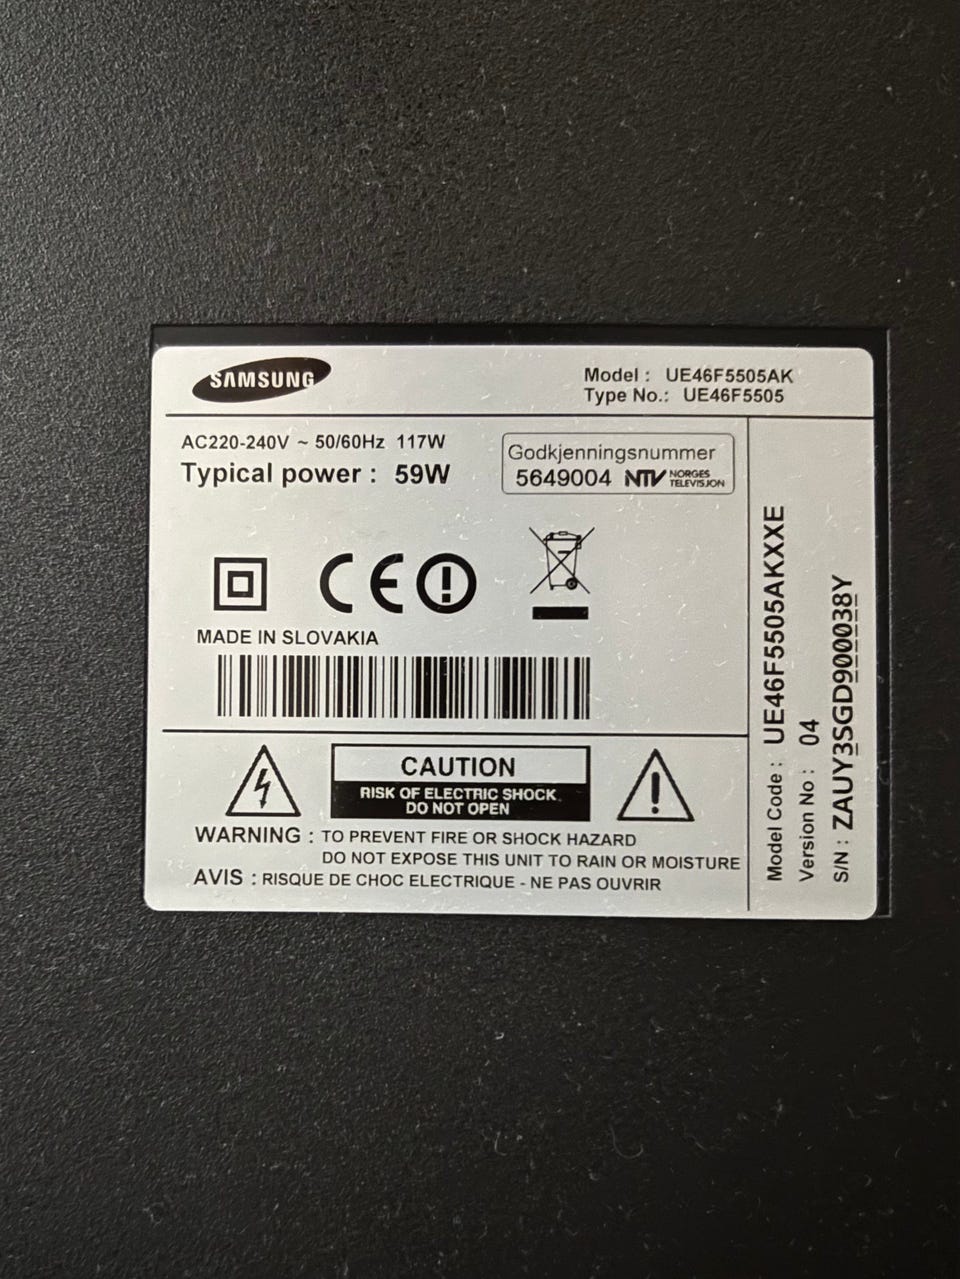 SAMSUNG
Model : UE46F5505AK
Type No.: UE46F5505
AC220-240V ~ 50/60Hz 117W
Typical power : 59W
Godkjenningsnummer
5649004 NTV NORGES
TELEVISJON
CE
MADE IN SLOVAKIA
CAUTION
RISK OF ELECTRIC SHOCK
DO NOT OPEN
WARNING : TO PREVENT FIRE OR SHOCK HAZARD
DO NOT EXPOSE THIS UNIT TO RAIN OR MOISTURE
AVIS : RISQUE DE CHOC ELECTRIQUE - NE PAS OUVRIR
Model Code : UE46F5505AKXXXE
Version No : 04
S/N : ZAUY3SGD900038Y